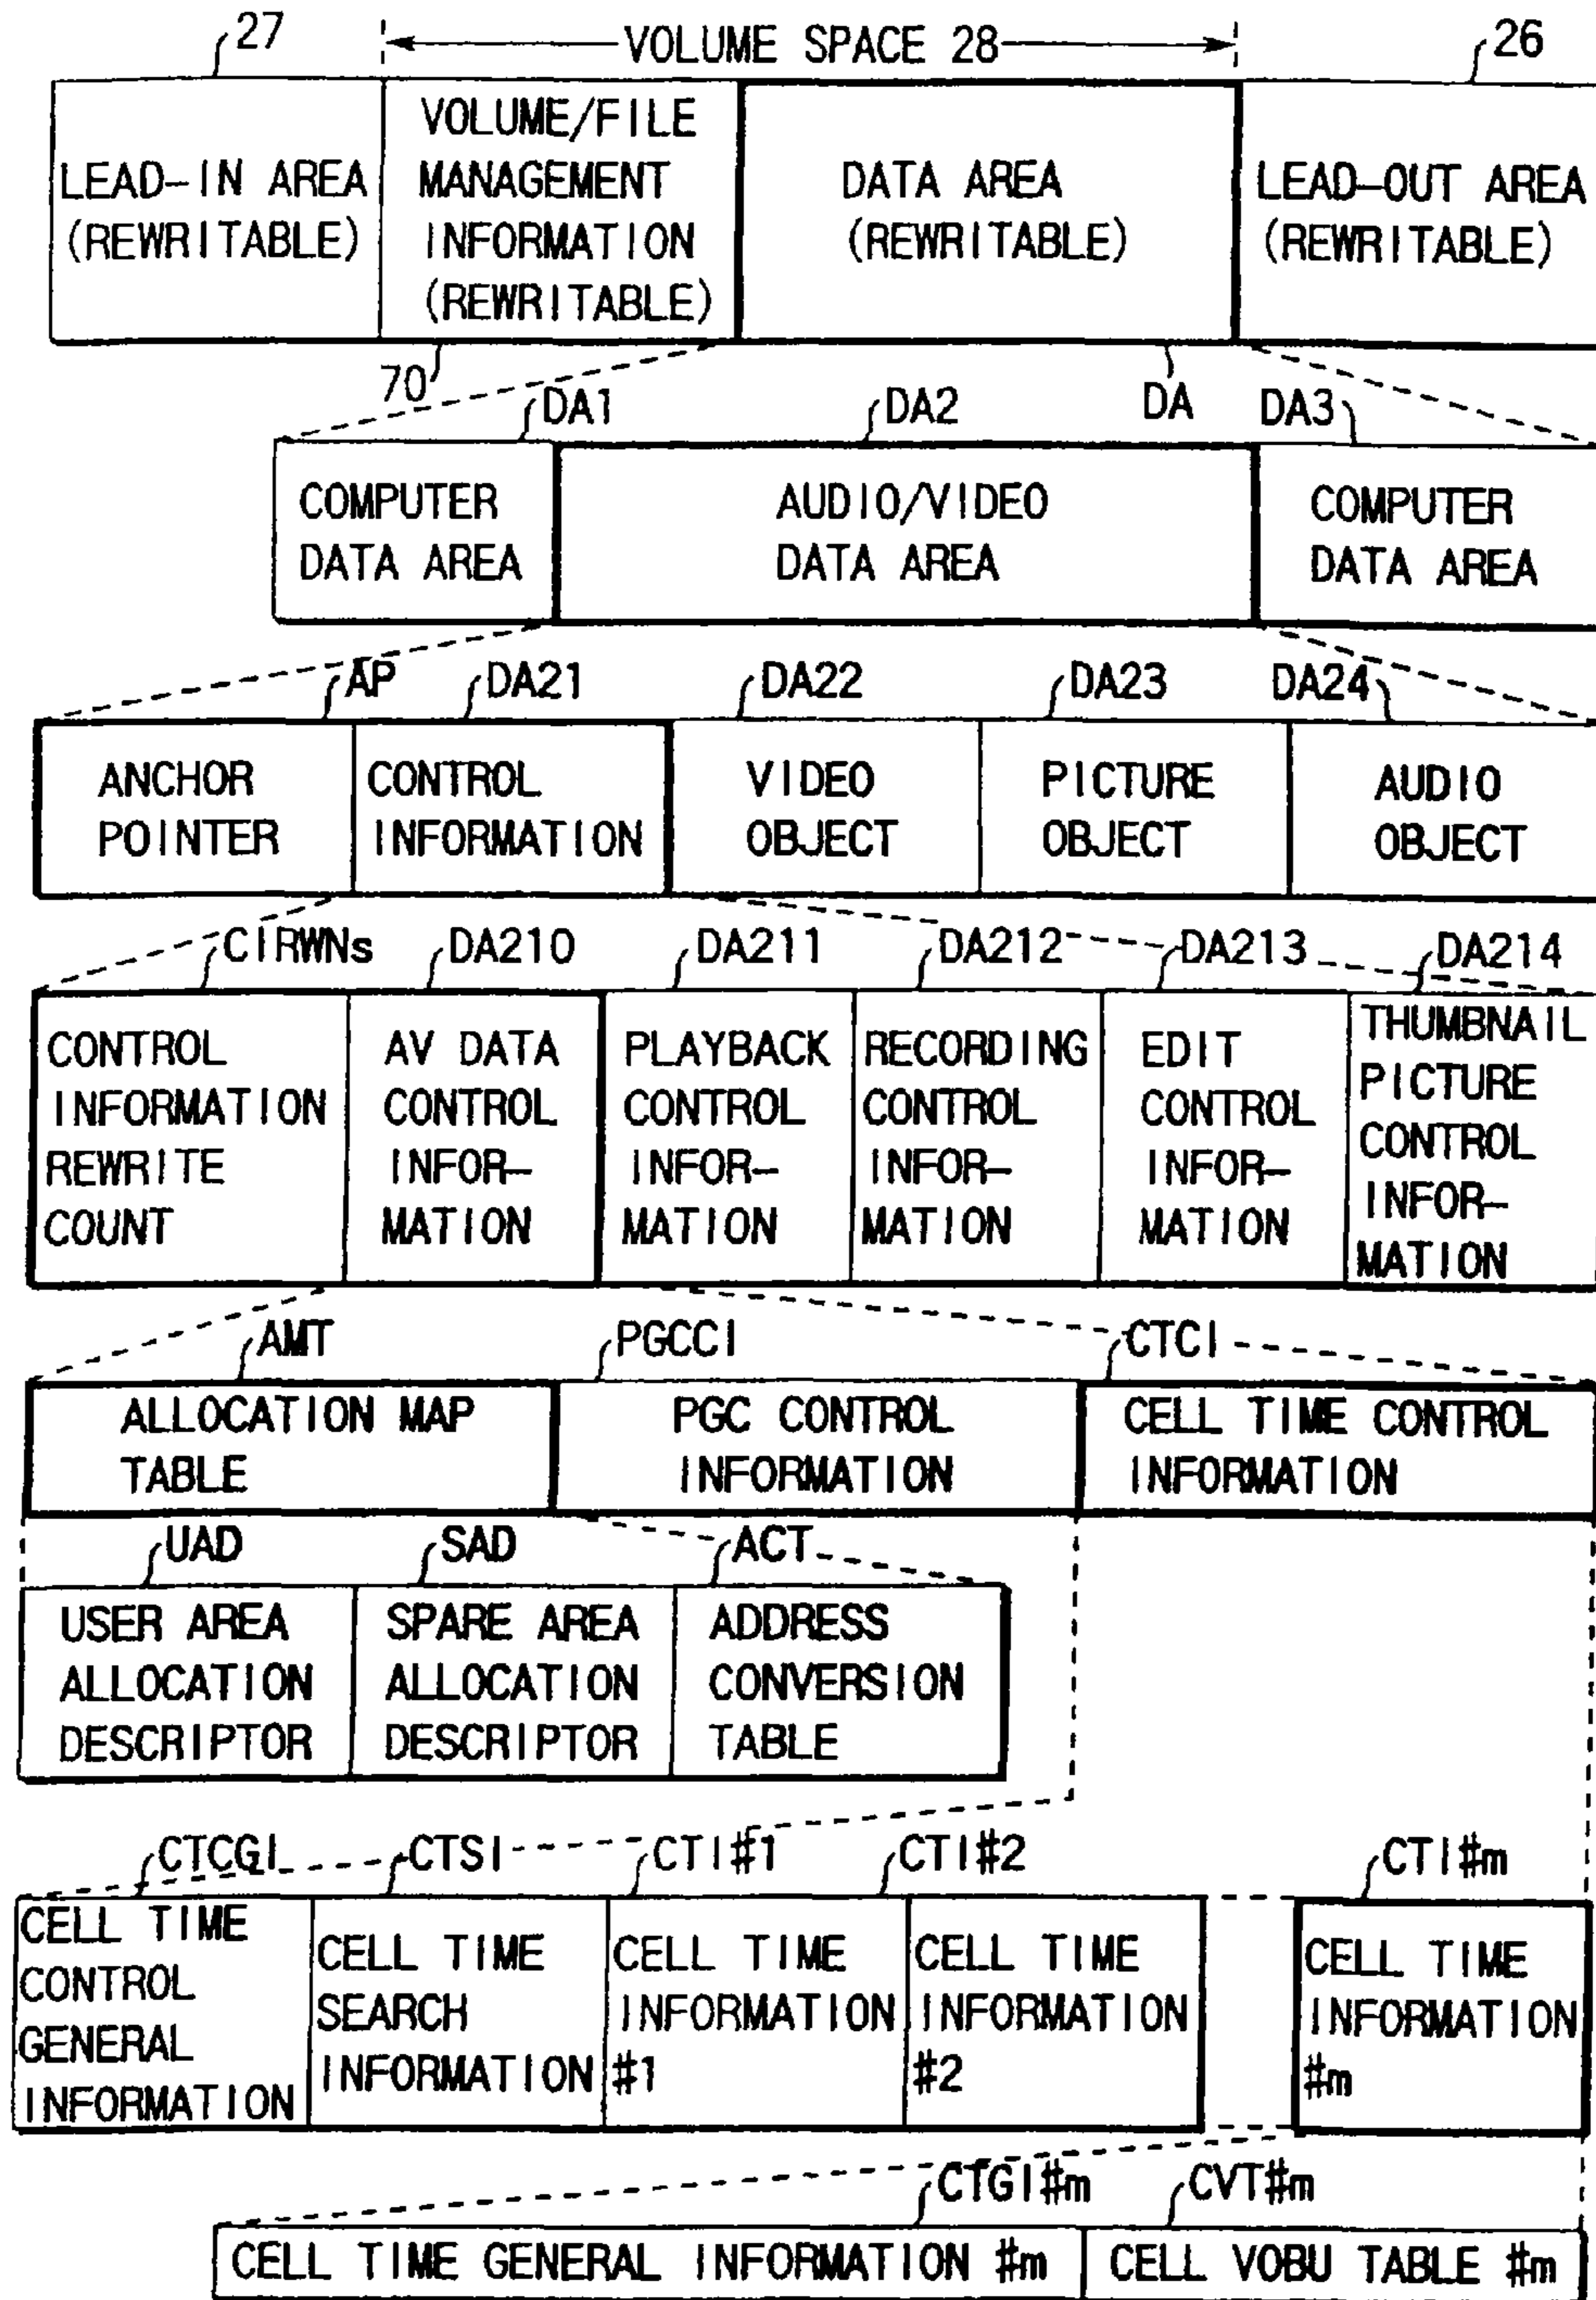 27
VOLUME SPACE 28
26
LEAD-IN AREA
(REWRITABLE)
VOLUME/FILE
MANAGEMENT
INFORMATION
(REWRITABLE)
DATA AREA
(REWRITABLE)
LEAD-OUT AREA
(REWRITABLE)
70
DA
DA1
DA2
DA3
COMPUTER
DATA AREA
AUDIO/VIDEO
DATA AREA
COMPUTER
DATA AREA
AP
DA21
DA22
DA23
DA24
ANCHOR
POINTER
CONTROL
INFORMATION
VIDEO
OBJECT
PICTURE
OBJECT
AUDIO
OBJECT
CIRWNs
DA210
DA211
DA212
DA213
DA214
CONTROL
INFORMATION
REWRITE
COUNT
AV DATA
CONTROL
INFOR-
MATION
PLAYBACK
CONTROL
INFOR-
MATION
RECORDING
CONTROL
INFOR-
MATION
EDIT
CONTROL
INFOR-
MATION
THUMBNAIL
PICTURE
CONTROL
INFOR-
MATION
AMT
PGCCI
CTCI
ALLOCATION MAP
TABLE
PGC CONTROL
INFORMATION
CELL TIME CONTROL
INFORMATION
UAD
SAD
ACT
USER AREA
ALLOCATION
DESCRIPTOR
SPARE AREA
ALLOCATION
DESCRIPTOR
ADDRESS
CONVERSION
TABLE
CTCGI
CTSI
CTI#1
CTI#2
CTI#m
CELL TIME
CONTROL
GENERAL
INFORMATION
CELL TIME
SEARCH
INFORMATION
CELL TIME
INFORMATION
#1
CELL TIME
INFORMATION
#2
CELL TIME
INFORMATION
#m
CTGI#m
CVT#m
CELL TIME GENERAL INFORMATION #m
CELL VOBU TABLE #m